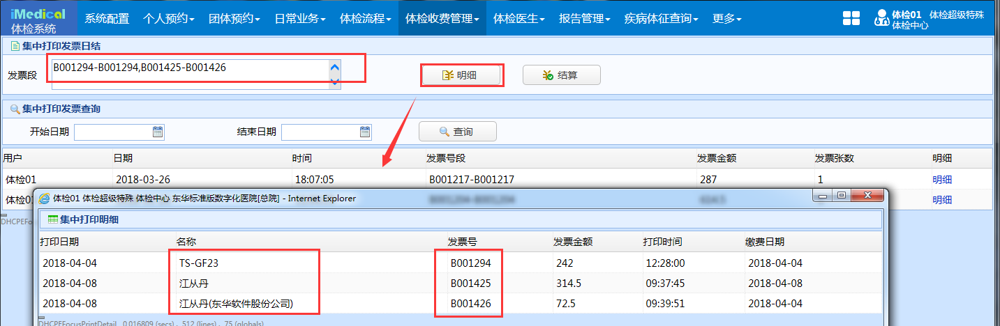 iMedical 体检系统 系统配置 个人预约 团体预约 日常业务 体检流程 体检收费管理 体检医生 报告管理 疾病体征查询 更多 体检01 体检超级特殊 体检中心
集中打印发票日结
发票段 B001294-B001294,B001425-B001426 明细 结算
集中打印发票查询
开始日期 结束日期 查询
用户 日期 时间 发票号段 发票金额 发票张数 明细
体检01 2018-03-26 18:07:05 B001217-B001217 287 1 明细
明细
体检01 体检超级特殊 体检中心 东华标准版数字化医院[总院] - Internet Explorer
集中打印明细
打印日期 名称 发票号 发票金额 打印时间 缴费日期
2018-04-04 TS-GF23 B001294 242 12:28:00 2018-04-04
2018-04-08 江从丹 B001425 314.5 09:37:45 2018-04-08
2018-04-08 江从丹(东华软件股份公司) B001426 72.5 09:39:51 2018-04-08
DHCPEFocusPrintDetail 0.016809 (secs) 512 (lines) 75 (globals)